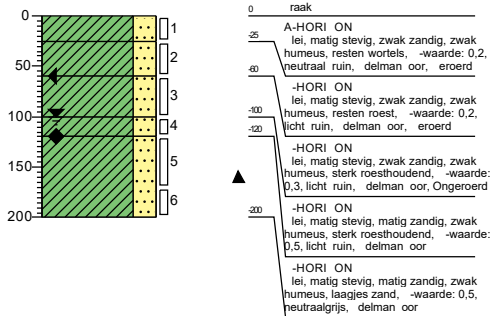 0
50
100
150
200
1
2
3
4
5
6
0 raak
-25
A-HORI ON
lei, matig stevig, zwak zandig, zwak
humeus, resten wortels, -waarde: 0,2,
neutraal ruin, delman oor, eroerd
-60
-HORI ON
lei, matig stevig, zwak zandig, zwak
humeus, resten roest, -waarde: 0,2,
licht ruin, delman oor, eroerd
-100
-HORI ON
lei, matig stevig, zwak zandig, zwak
humeus, sterk roesthoudend, -waarde:
0,3, licht ruin, delman oor, Ongeroerd
-120
-HORI ON
lei, matig stevig, matig zandig, zwak
humeus, sterk roesthoudend, -waarde:
0,5, licht ruin, delman oor
-200
-HORI ON
lei, matig stevig, matig zandig, zwak
humeus, laagjes zand, -waarde: 0,5,
neutraalgrijs, delman oor